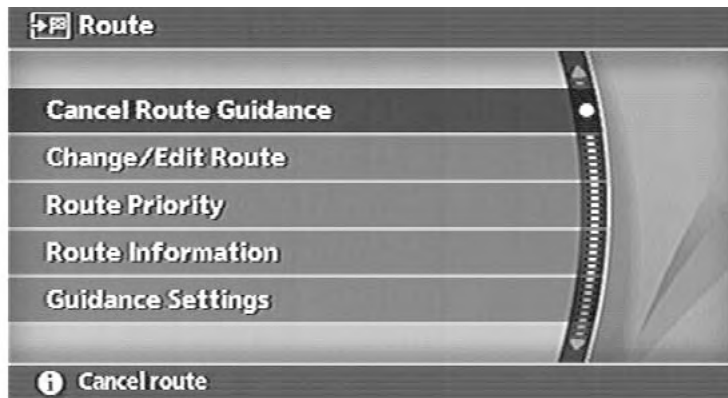 Route
Cancel Route Guidance
Change/Edit Route
Route Priority
Route Information
Guidance Settings
Cancel route